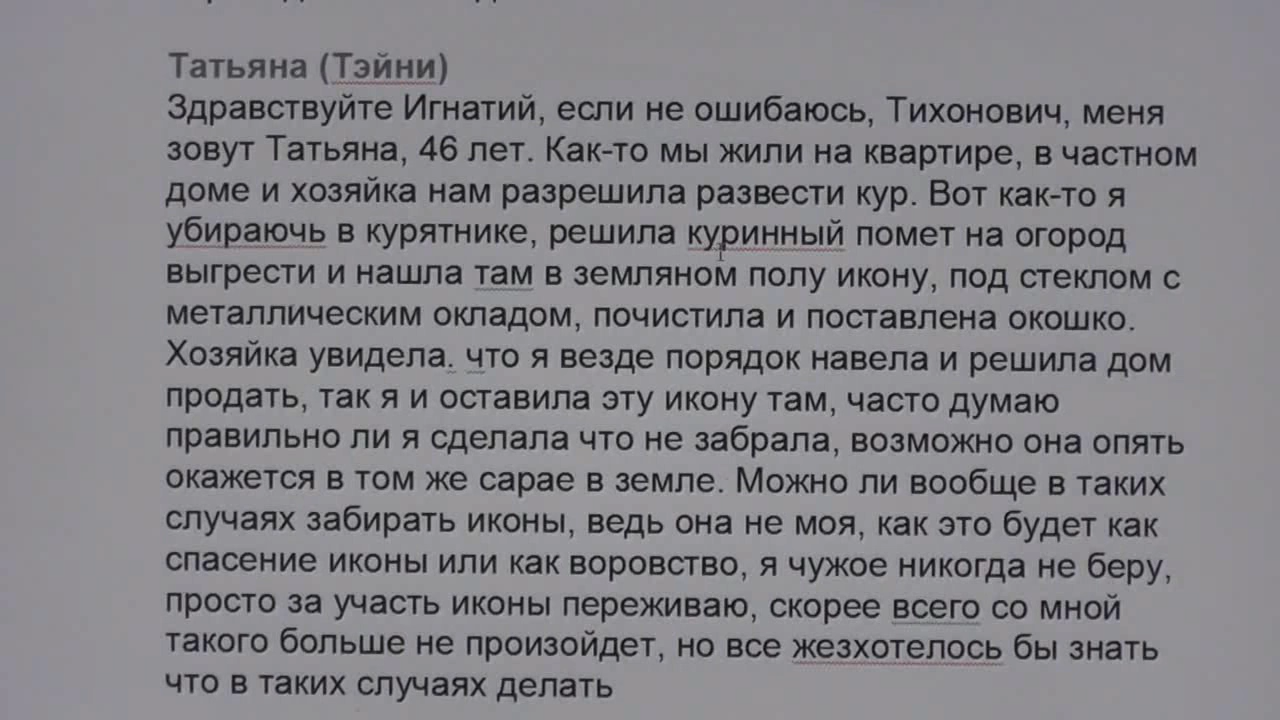 Татьяна (Тэйни)
Здравствуйте Игнатий, если не ошибаюсь, Тихонович, меня
зовут Татьяна, 46 лет. Как-то мы жили на квартире, в частном
доме и хозяйка нам разрешила развести кур. Вот как-то я
убираючь в курятнике, решила куринный помет на огород
выгрести и нашла там в земляном полу икону, под стеклом с
металлическим окладом, почистила и поставлена окошко.
Хозяйка увидела. что я везде порядок навела и решила дом
продать, так я и оставила эту икону там, часто думаю
правильно ли я сделала что не забрала, возможно она опять
окажется в том же сарае в земле. Можно ли вообще в таких
случаях забирать иконы, ведь она не моя, как это будет как
спасение иконы или как воровство, я чужое никогда не беру,
просто за участь иконы переживаю, скорее всего со мной
такого больше не произойдет, но все жезхотелось бы знать
что в таких случаях делать